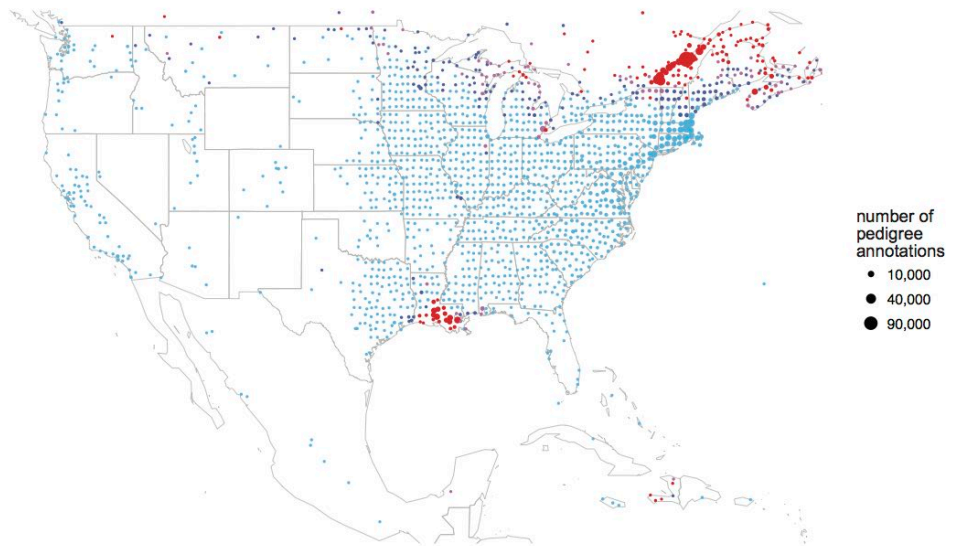 number of
pedigree
annotations
10,000
40,000
90,000